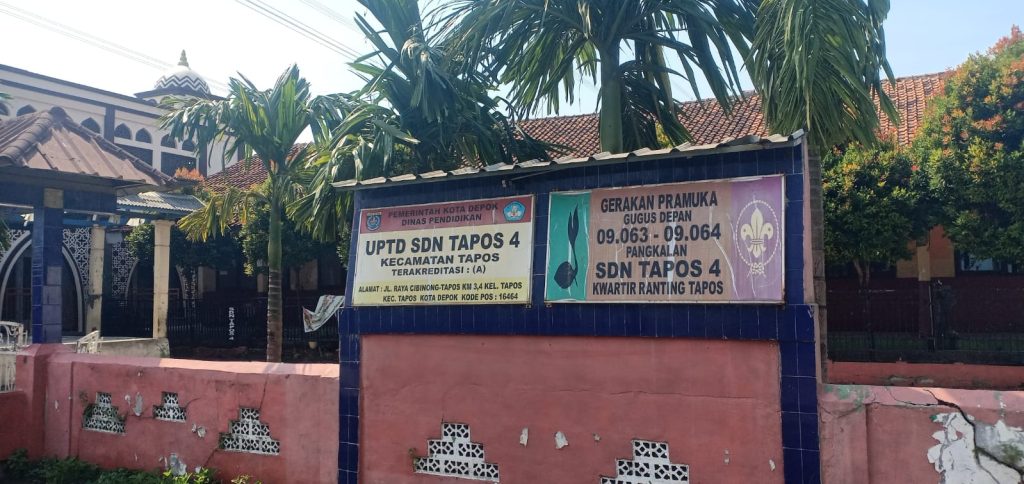 PEMERINTAH KOTA DEPOK
DINAS PENDIDIKAN
UPTD SDN TAPOS 4
KECAMATAN TAPOS
TERAKREDITASI : (A)
ALAMAT : JL. RAYA CIBINONG-TAPOS KM 3,4 KEL. TAPOS
KEC. TAPOS KOTA DEPOK KODE POS : 16464
GERAKAN PRAMUKA
GUGUS DEPAN
09.063 - 09.064
PANGKALAN
SDN TAPOS 4
KWARTIR RANTING TAPOS